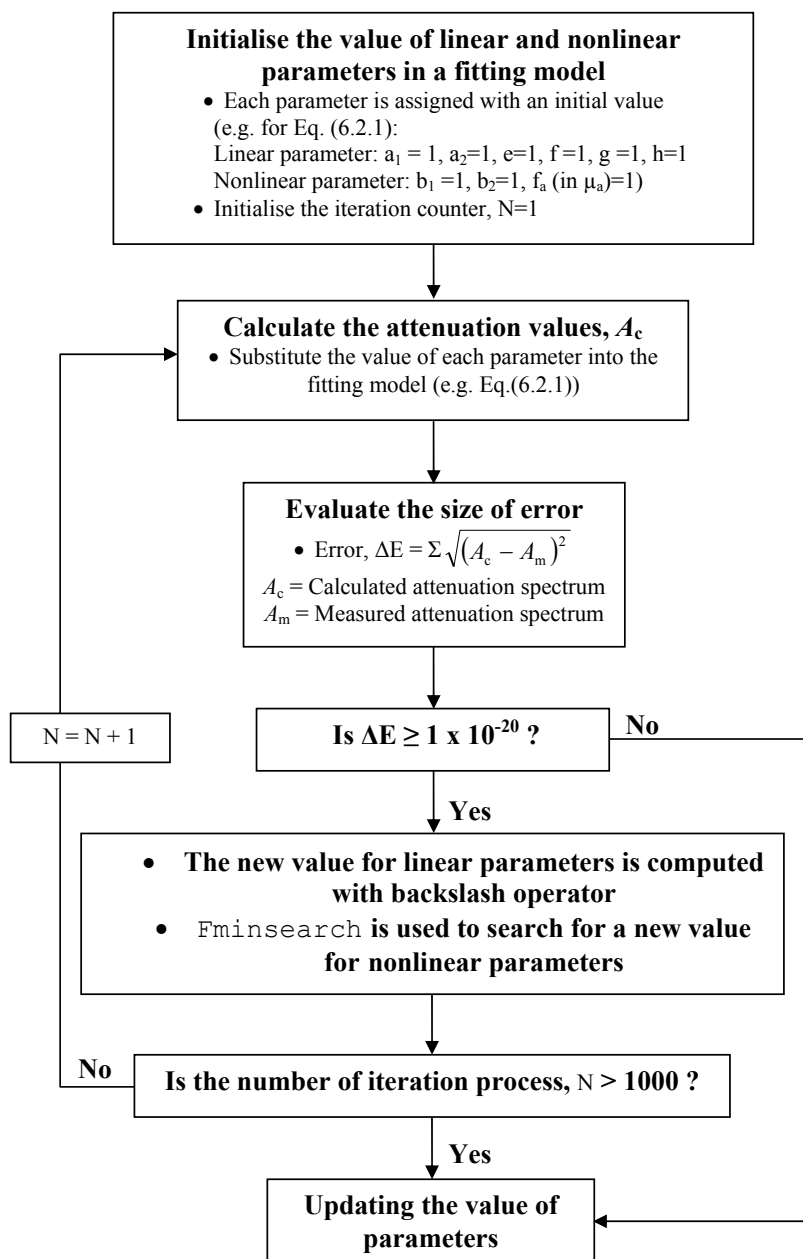 Initialise the value of linear and nonlinear
parameters in a fitting model
• Each parameter is assigned with an initial value
(e.g. for Eq. (6.2.1):
Linear parameter: a₁ = 1, a₂=1, e=1, f =1, g =1, h=1
Nonlinear parameter: b₁ =1, b₂=1, fₐ (in µₐ)=1)
• Initialise the iteration counter, N=1
Calculate the attenuation values, A_c
• Substitute the value of each parameter into the
fitting model (e.g. Eq.(6.2.1))
Evaluate the size of error
• Error, ΔE = Σ √(A_c − A_m)²
A_c = Calculated attenuation spectrum
A_m = Measured attenuation spectrum
N = N + 1
Is ΔE ≥ 1 x 10⁻²⁰ ?
No
Yes
• The new value for linear parameters is computed
with backslash operator
• Fminsearch is used to search for a new value
for nonlinear parameters
No
Is the number of iteration process, N > 1000 ?
Yes
Updating the value of
parameters